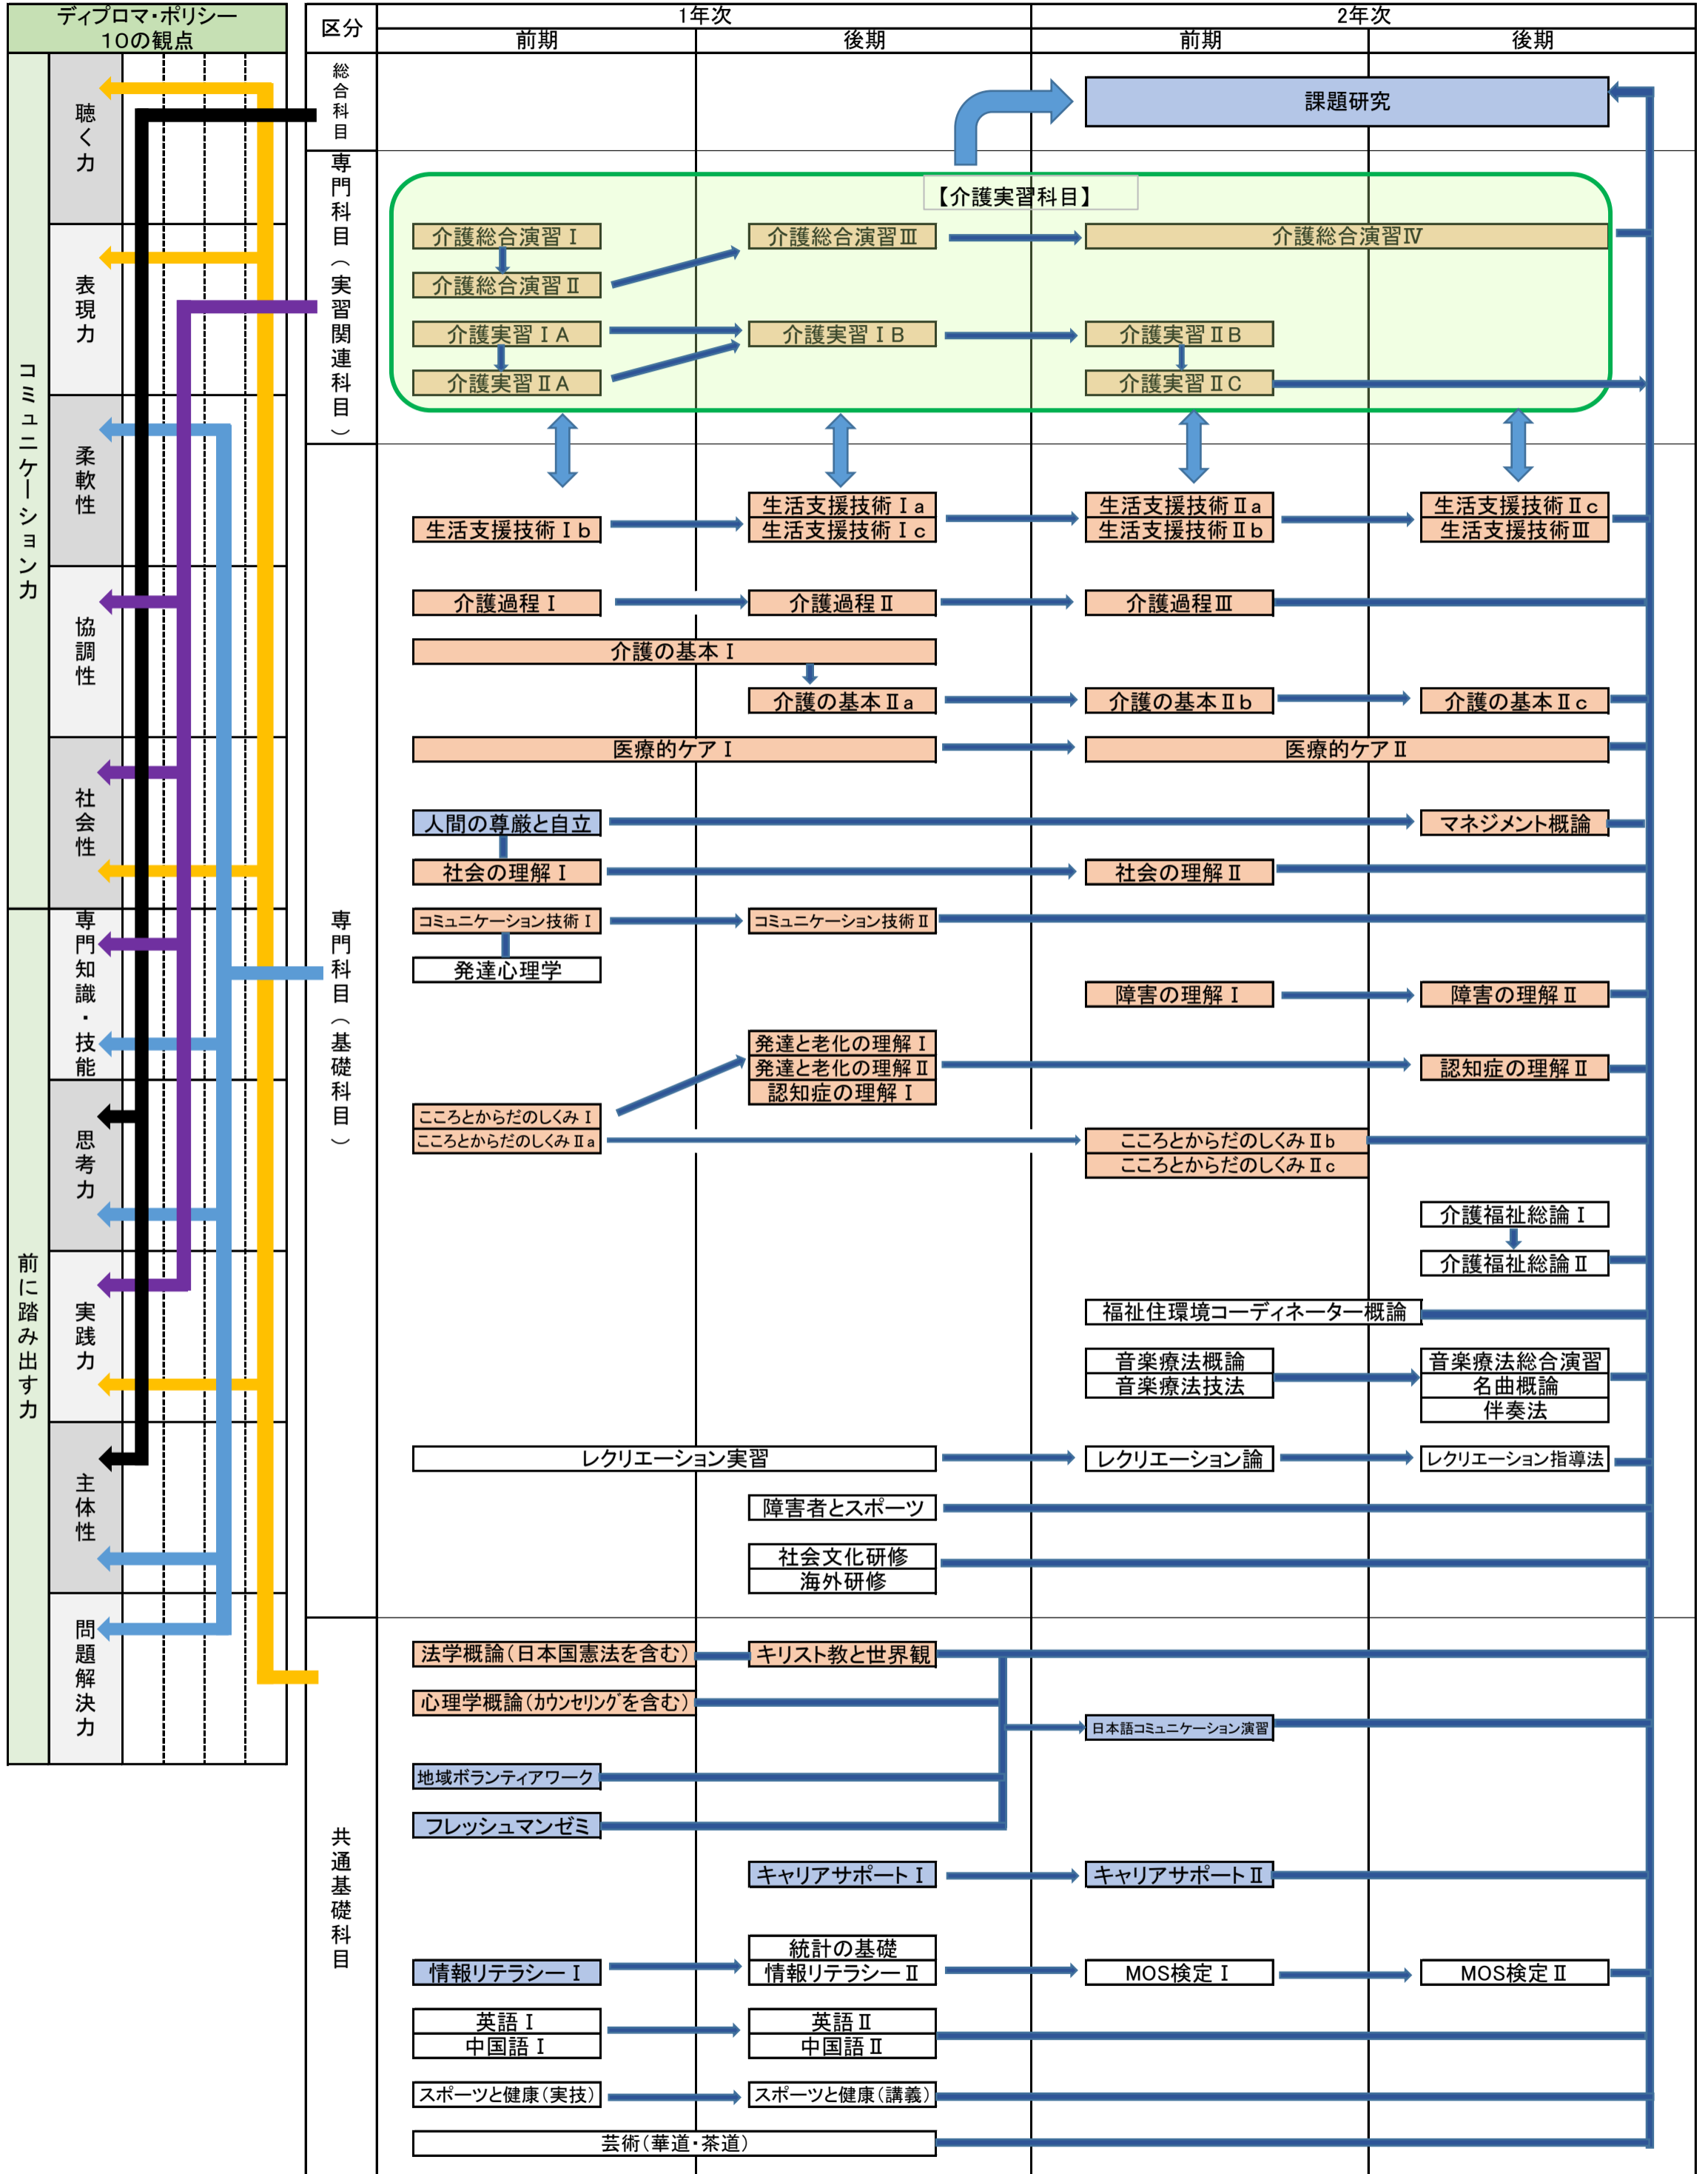 ディプロマ・ポリシー
10の観点
コミュニケーション力
聴く力
表現力
柔軟性
協調性
社会性
前に踏み出す力
専門知識・技能
思考力
実践力
主体性
問題解決力
区分
1年次
2年次
前期
後期
前期
後期
総合科目
課題研究
専門科目(実習関連科目)
【介護実習科目】
介護総合演習Ⅰ
介護総合演習Ⅲ
介護総合演習Ⅳ
介護総合演習Ⅱ
介護実習ⅠA
介護実習ⅠB
介護実習ⅡB
介護実習ⅡA
介護実習ⅡC
専門科目(基礎科目)
生活支援技術Ⅰb
生活支援技術Ⅰa
生活支援技術Ⅰc
生活支援技術Ⅱa
生活支援技術Ⅱb
生活支援技術Ⅱc
生活支援技術Ⅲ
介護過程Ⅰ
介護過程Ⅱ
介護過程Ⅲ
介護の基本Ⅰ
介護の基本Ⅱa
介護の基本Ⅱb
介護の基本Ⅱc
医療的ケアⅠ
医療的ケアⅡ
人間の尊厳と自立
マネジメント概論
社会の理解Ⅰ
社会の理解Ⅱ
コミュニケーション技術Ⅰ
コミュニケーション技術Ⅱ
発達心理学
障害の理解Ⅰ
障害の理解Ⅱ
発達と老化の理解Ⅰ
発達と老化の理解Ⅱ
認知症の理解Ⅰ
認知症の理解Ⅱ
こころとからだのしくみⅠ
こころとからだのしくみⅡa
こころとからだのしくみⅡb
こころとからだのしくみⅡc
介護福祉総論Ⅰ
介護福祉総論Ⅱ
福祉住環境コーディネーター概論
音楽療法概論
音楽療法技法
音楽療法総合演習
名曲概論
伴奏法
レクリエーション実習
レクリエーション論
レクリエーション指導法
障害者とスポーツ
社会文化研修
海外研修
共通基礎科目
法学概論(日本国憲法を含む)
キリスト教と世界観
心理学概論(カウンセリングを含む)
日本語コミュニケーション演習
地域ボランティアワーク
フレッシュマンゼミ
キャリアサポートⅠ
キャリアサポートⅡ
情報リテラシーⅠ
統計の基礎
情報リテラシーⅡ
MOS検定Ⅰ
MOS検定Ⅱ
英語Ⅰ
中国語Ⅰ
英語Ⅱ
中国語Ⅱ
スポーツと健康(実技)
スポーツと健康(講義)
芸術(華道・茶道)